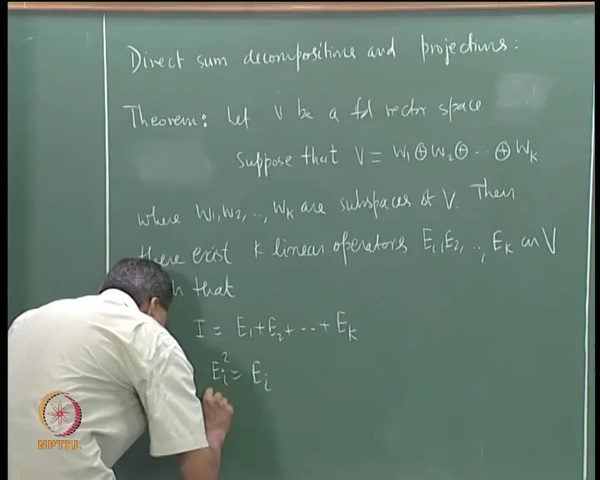 Direct sum decompositions and projections:
Theorem: Let V be a fd vector space
suppose that V = W₁ ⊕ W₂ ⊕ ... ⊕ Wₖ
where W₁, W₂, .., Wₖ are subspaces of V. Then
there exist k linear operators E₁, E₂, .., Eₖ on V
that
I = E₁ + E₂ + ... + Eₖ
Eᵢ² = Eᵢ
NPTEL